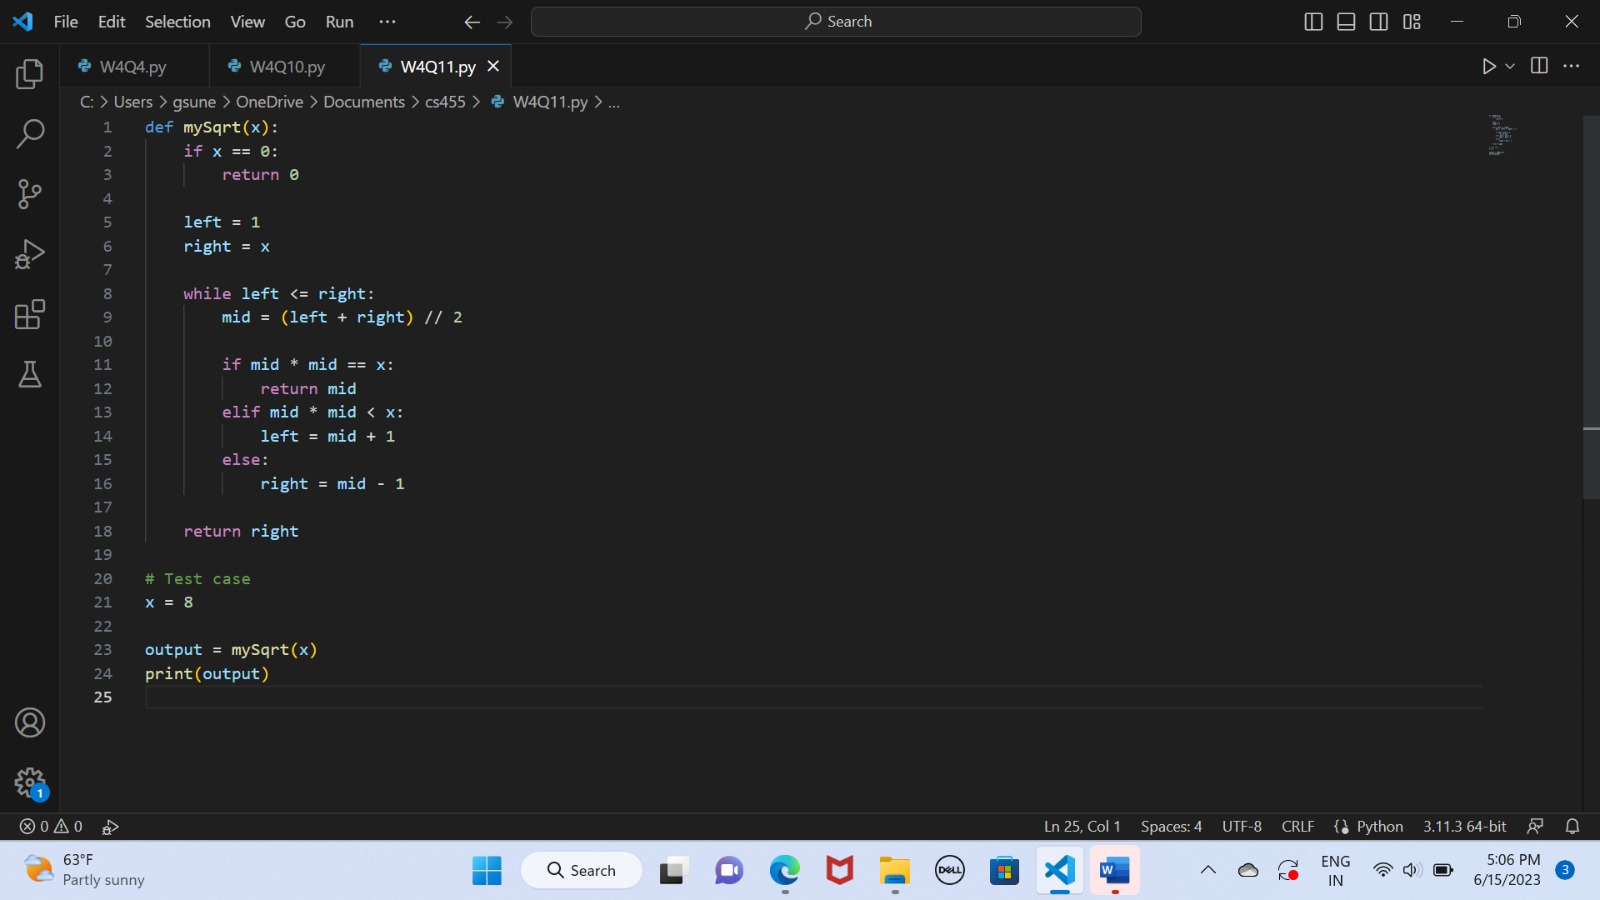 File Edit Selection View Go Run ··· Search
W4Q4.py W4Q10.py W4Q11.py
C: > Users > gsune > OneDrive > Documents > cs455 > W4Q11.py > ...
1 def mySqrt(x):
2     if x == 0:
3         return 0
4
5     left = 1
6     right = x
7
8     while left <= right:
9         mid = (left + right) // 2
10
11         if mid * mid == x:
12             return mid
13         elif mid * mid < x:
14             left = mid + 1
15         else:
16             right = mid - 1
17
18     return right
19
20 # Test case
21 x = 8
22
23 output = mySqrt(x)
24 print(output)
25
1
0 0 Ln 25, Col 1 Spaces: 4 UTF-8 CRLF Python 3.11.3 64-bit
63°F
Partly sunny
Search
DELL
W
ENG
IN
5:06 PM
6/15/2023
3